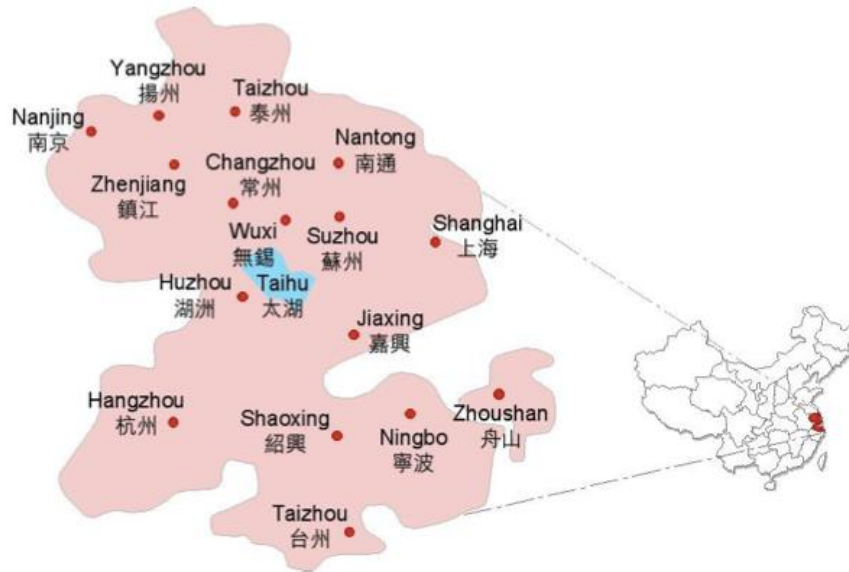 Yangzhou
揚州
Taizhou
泰州
Nanjing
南京
Nantong
南通
Zhenjiang
鎮江
Changzhou
常州
Wuxi
無錫
Suzhou
蘇州
Shanghai
上海
Huzhou
湖洲
Taihu
太湖
Jiaxing
嘉興
Hangzhou
杭州
Shaoxing
紹興
Ningbo
寧波
Zhoushan
舟山
Taizhou
台州